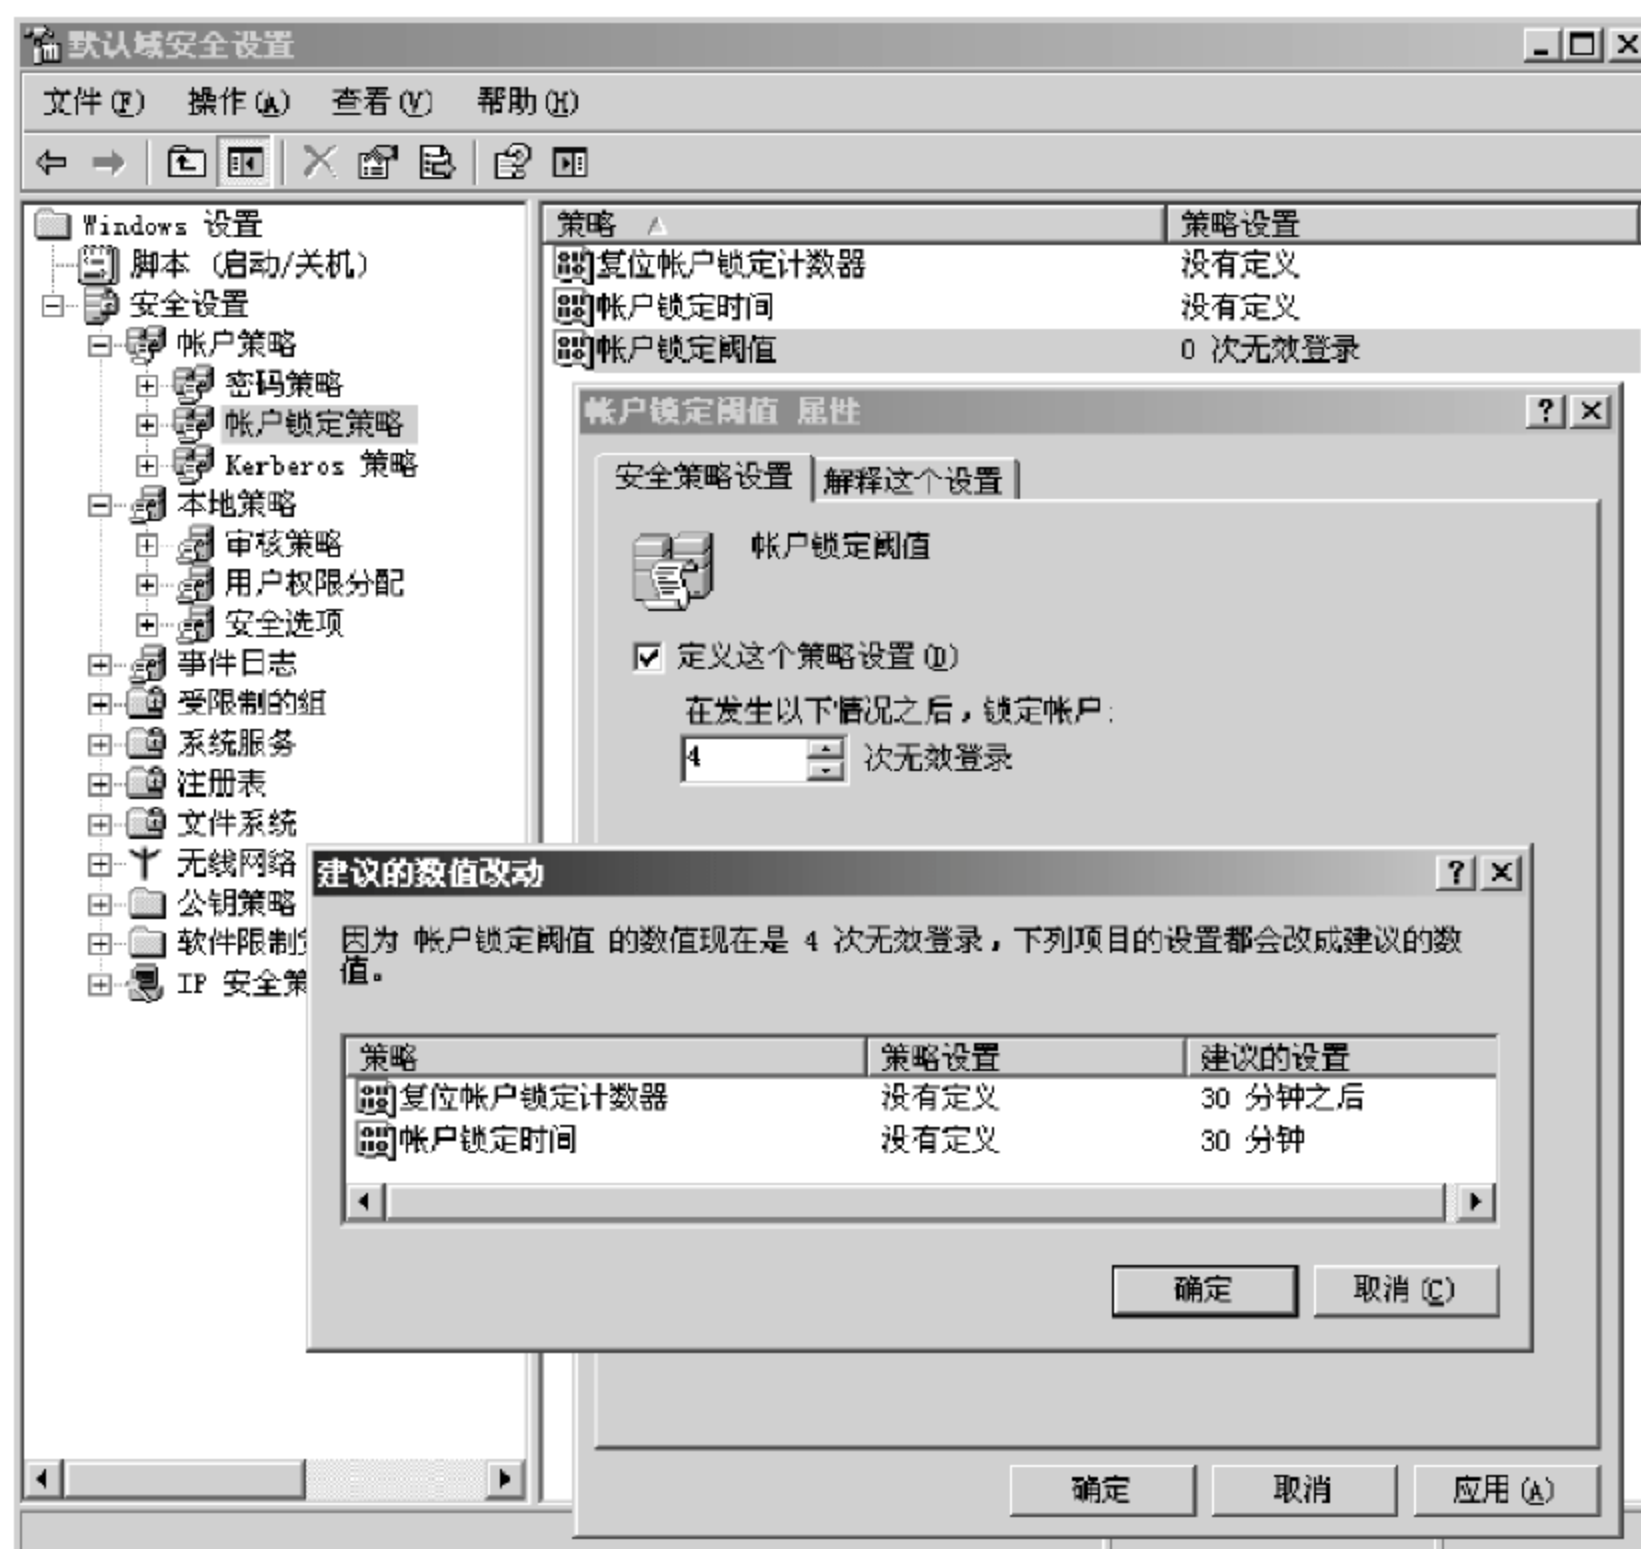 默认域安全设置
文件(F) 操作(A) 查看(V) 帮助(H)
Windows 设置
脚本 (启动/关机)
安全设置
帐户策略
密码策略
帐户锁定策略
Kerberos 策略
本地策略
审核策略
用户权限分配
安全选项
事件日志
受限制的组
系统服务
注册表
文件系统
无线网络
公钥策略
软件限制
IP 安全策
策略 策略设置
复位帐户锁定计数器 没有定义
帐户锁定时间 没有定义
帐户锁定阈值 0 次无效登录
帐户锁定阈值 属性
安全策略设置 解释这个设置
帐户锁定阈值
定义这个策略设置(D)
在发生以下情况之后，锁定帐户:
4 次无效登录
建议的数值改动
因为 帐户锁定阈值 的数值现在是 4 次无效登录，下列项目的设置都会改成建议的数
值。
策略 策略设置 建议的设置
复位帐户锁定计数器 没有定义 30 分钟之后
帐户锁定时间 没有定义 30 分钟
确定 取消(C)
确定 取消 应用(A)